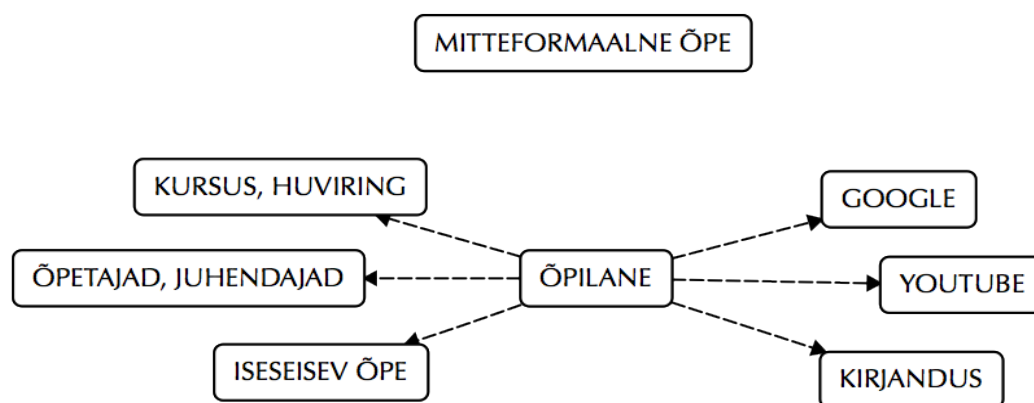 MITTEFORMAALNE ÕPE
KURSUS, HUVIRING
GOOGLE
ÕPETAJAD, JUHENDAJAD
ÕPILANE
YOUTUBE
ISESEISEV ÕPE
KIRJANDUS